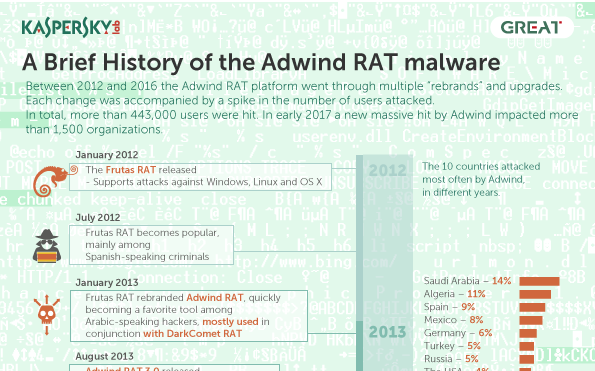 KASPERSKY lab
GREAT
A Brief History of the Adwind RAT malware
Between 2012 and 2016 the Adwind RAT platform went through multiple "rebrands" and upgrades.
Each change was accompanied by a spike in the number of users attacked.
In total, more than 443,000 users were hit. In early 2017 a new massive hit by Adwind impacted more
than 1,500 organizations.
January 2012
The Frutas RAT released
- Supports attacks against Windows, Linux and OS X
2012
The 10 countries attacked
most often by Adwind,
in different years.
July 2012
Frutas RAT becomes popular,
mainly among
Spanish-speaking criminals
January 2013
Frutas RAT rebranded Adwind RAT, quickly
becoming a favorite tool among
Arabic-speaking hackers, mostly used in
conjunction with DarkComet RAT
2013
Saudi Arabia – 14%
Algeria – 11%
Spain – 9%
Mexico – 8%
Germany – 6%
Turkey – 5%
Russia – 5%
The USA – 4%
August 2013
Adwind RAT 3.0 released